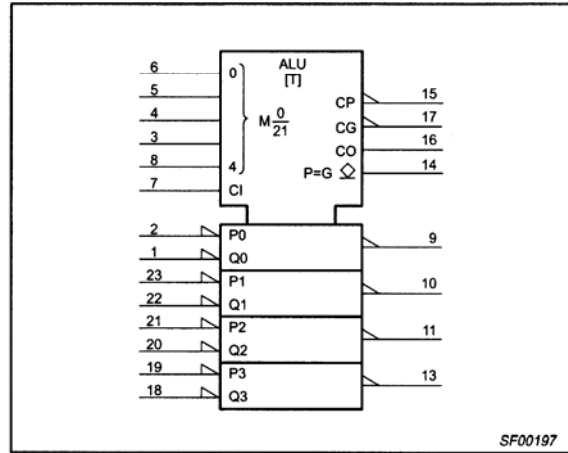 ALU
[T]
6 0
5
4
3
8 4
M 0/21
7 CI
CP 15
CG 17
CO 16
P=G 14
2 P0
1 Q0
9
23 P1
22 Q1
10
21 P2
20 Q2
11
19 P3
18 Q3
13
SF00197